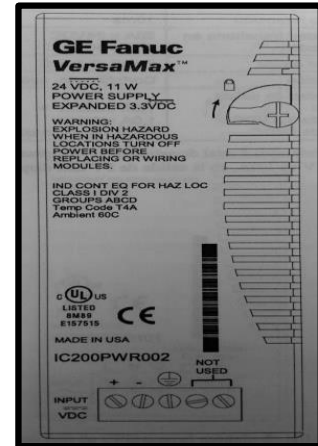 GE Fanuc
VersaMax™
24 VDC, 11 W
POWER SUPPLY
EXPANDED 3.3VDC
WARNING:
EXPLOSION HAZARD
WHEN IN HAZARDOUS
LOCATIONS TURN OFF
POWER BEFORE
REPLACING OR WIRING
MODULES.
IND CONT EQ FOR HAZ LOC
CLASS I DIV 2
GROUPS ABCD
Temp Code T4A
Ambient 60C
C UL US
LISTED
8M89
E157515
CE
MADE IN USA
IC200PWR002
NOT
USED
+ -
INPUT
VDC